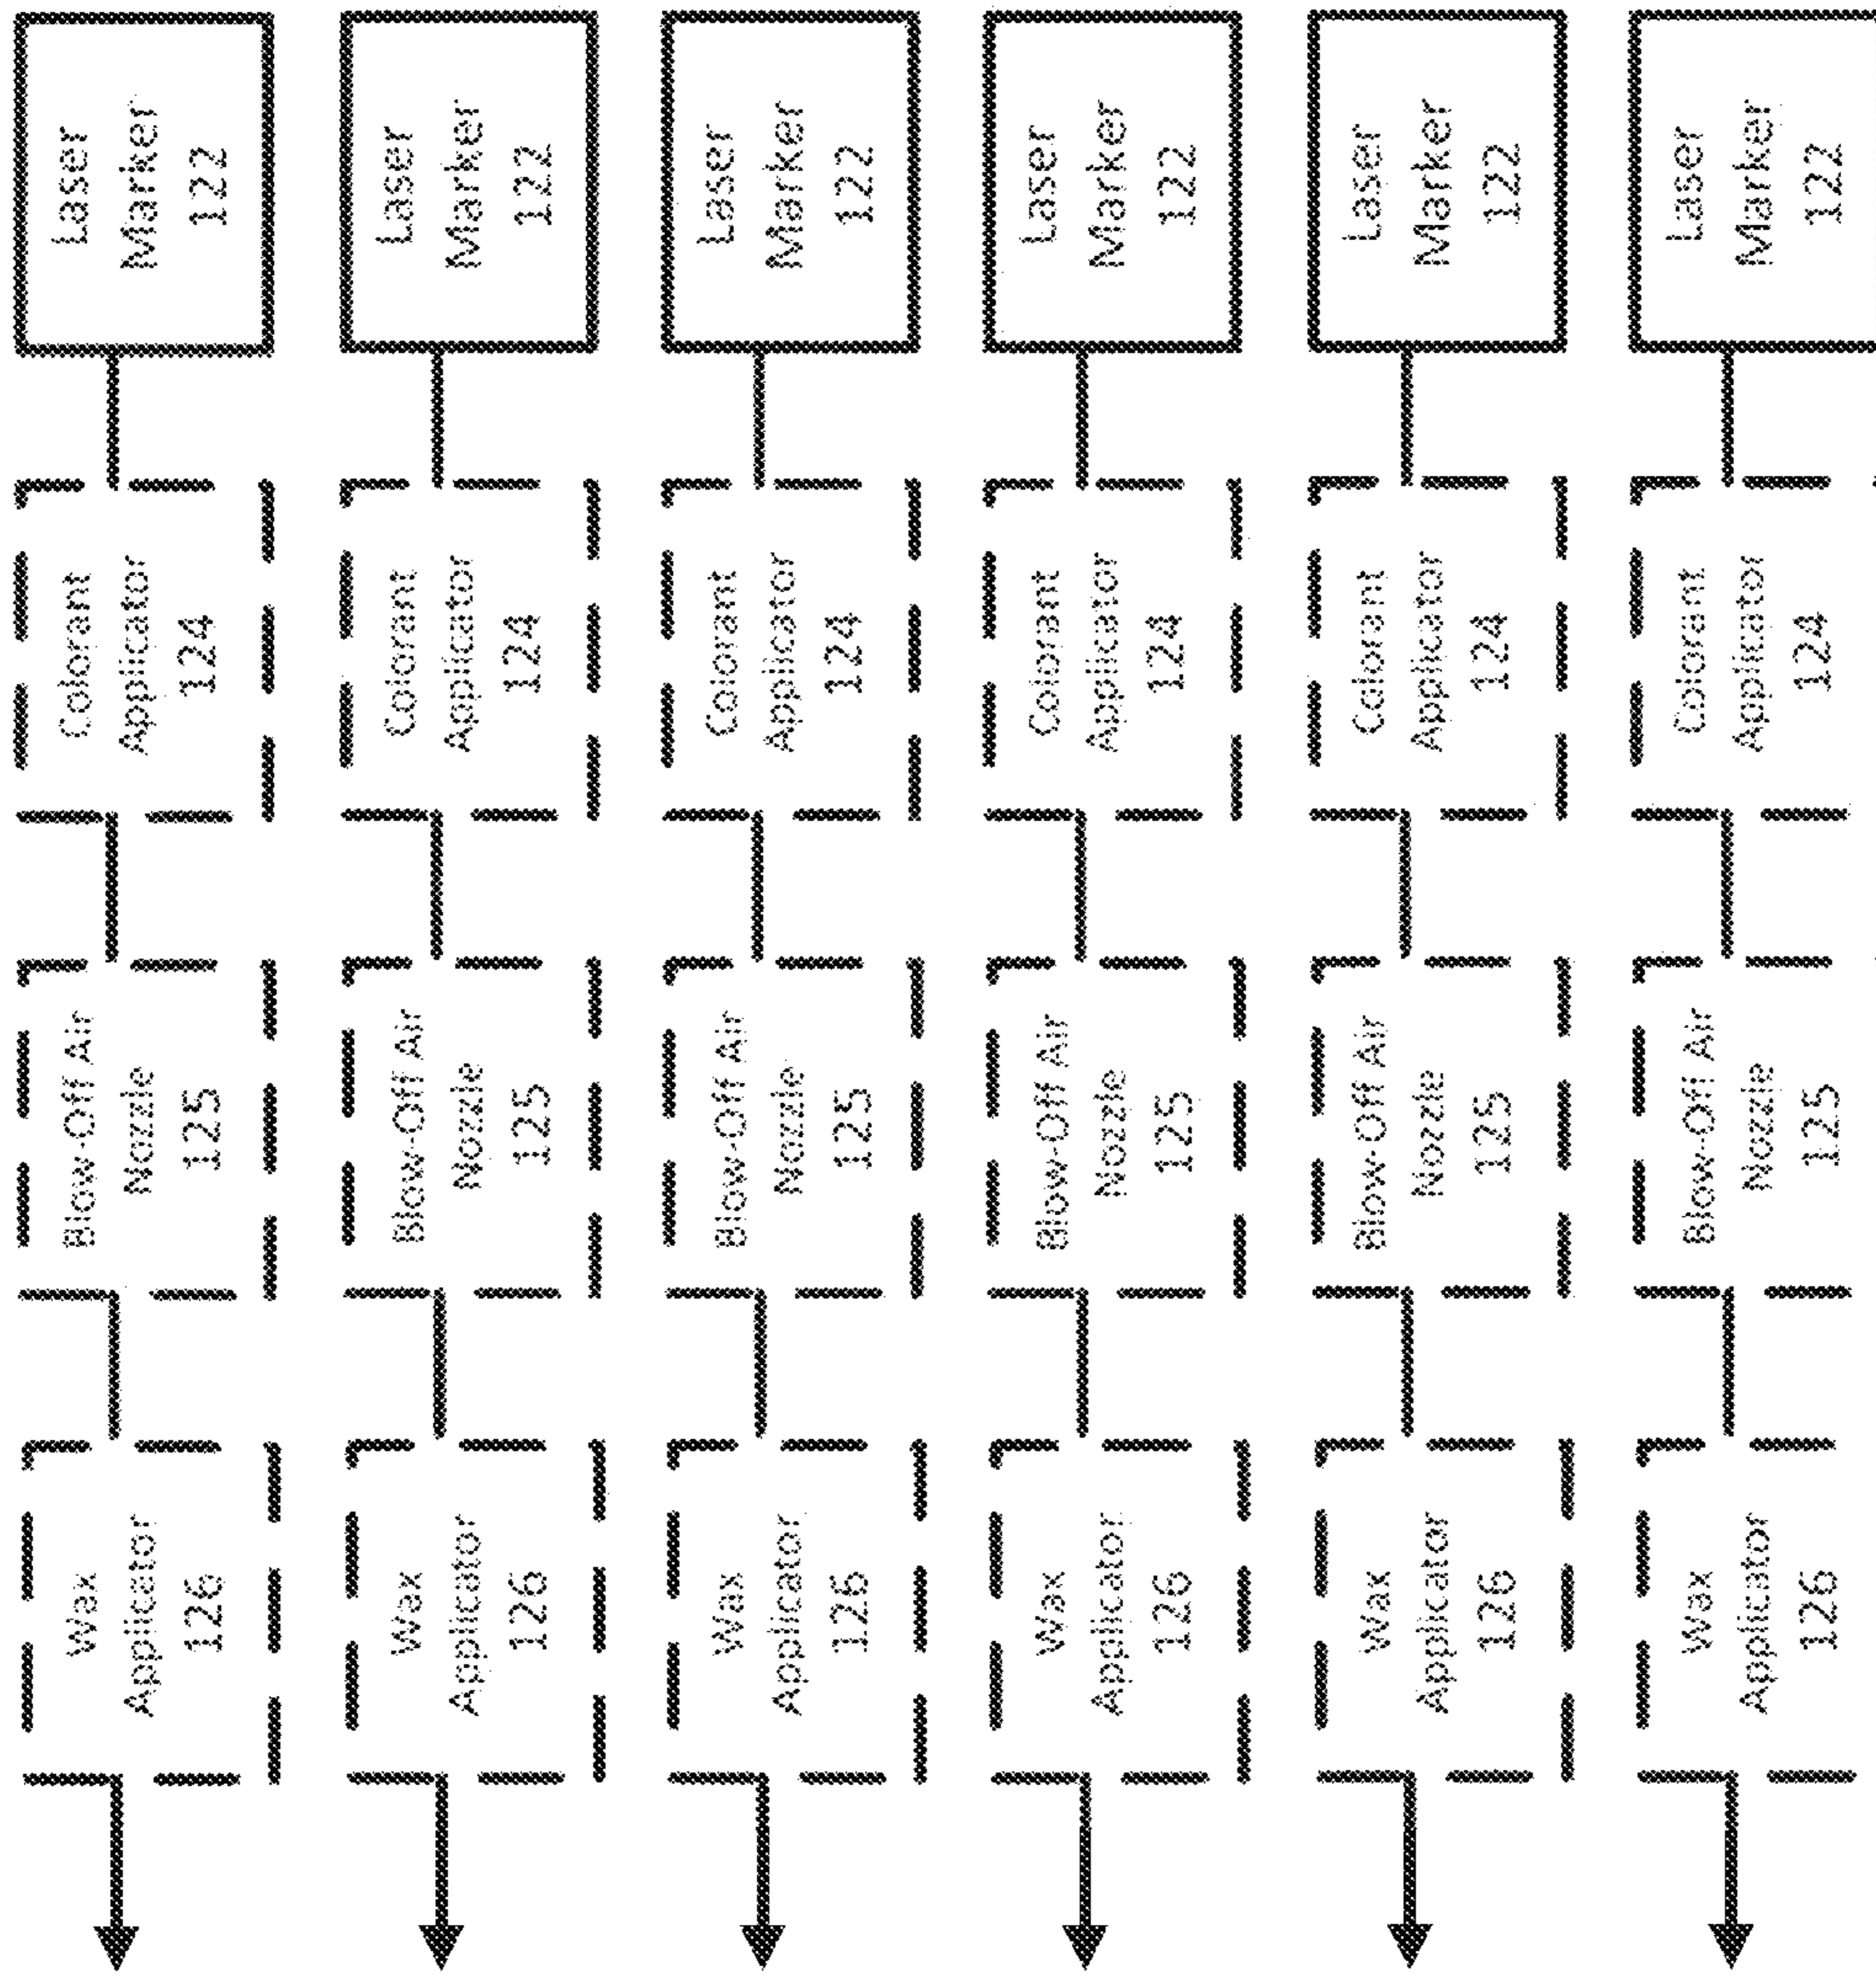 Laser
Marker
122
Colorant
Applicator
124
Blow-Off Air
Nozzle
125
Wax
Applicator
126
Laser
Marker
122
Colorant
Applicator
124
Blow-Off Air
Nozzle
125
Wax
Applicator
126
Laser
Marker
122
Colorant
Applicator
124
Blow-Off Air
Nozzle
125
Wax
Applicator
126
Laser
Marker
122
Colorant
Applicator
124
Blow-Off Air
Nozzle
125
Wax
Applicator
126
Laser
Marker
122
Colorant
Applicator
124
Blow-Off Air
Nozzle
125
Wax
Applicator
126
Laser
Marker
122
Colorant
Applicator
124
Blow-Off Air
Nozzle
125
Wax
Applicator
126